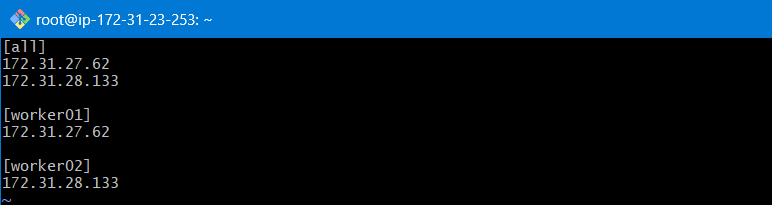 root@ip-172-31-23-253: ~
[all]
172.31.27.62
172.31.28.133
[worker01]
172.31.27.62
[worker02]
172.31.28.133
~